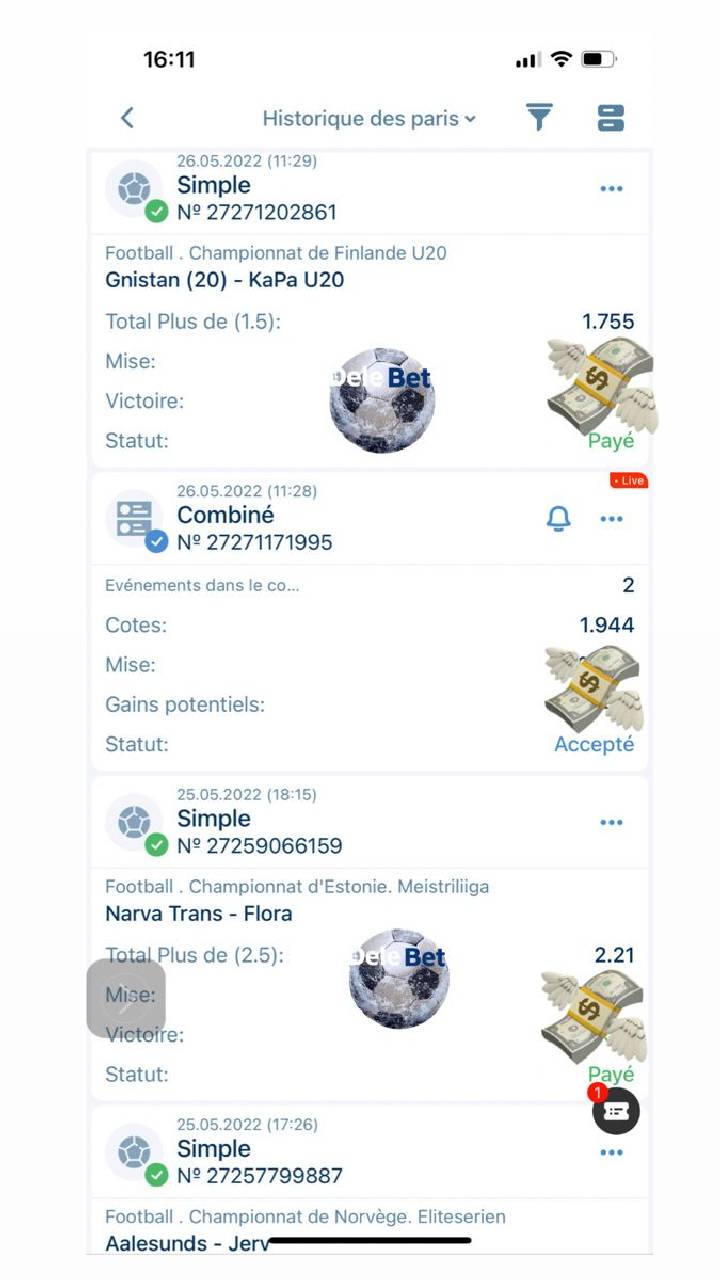 16:11
Historique des paris
26.05.2022 (11:29)
Simple
Nº 27271202861
Football . Championnat de Finlande U20
Gnistan (20) - KaPa U20
Total Plus de (1.5): 1.755
Mise:
Dele Bet
Victoire:
Statut: Payé
• Live
26.05.2022 (11:28)
Combiné
Nº 27271171995
Evénements dans le co... 2
Cotes: 1.944
Mise:
Gains potentiels:
Statut: Accepté
25.05.2022 (18:15)
Simple
Nº 27259066159
Football . Championnat d'Estonie. Meistriliiga
Narva Trans - Flora
Total Plus de (2.5): 2.21
Dele Bet
Mise:
Victoire:
Statut: Payé
1
25.05.2022 (17:26)
Simple
Nº 27257799887
Football . Championnat de Norvège. Eliteserien
Aalesunds - Jerv